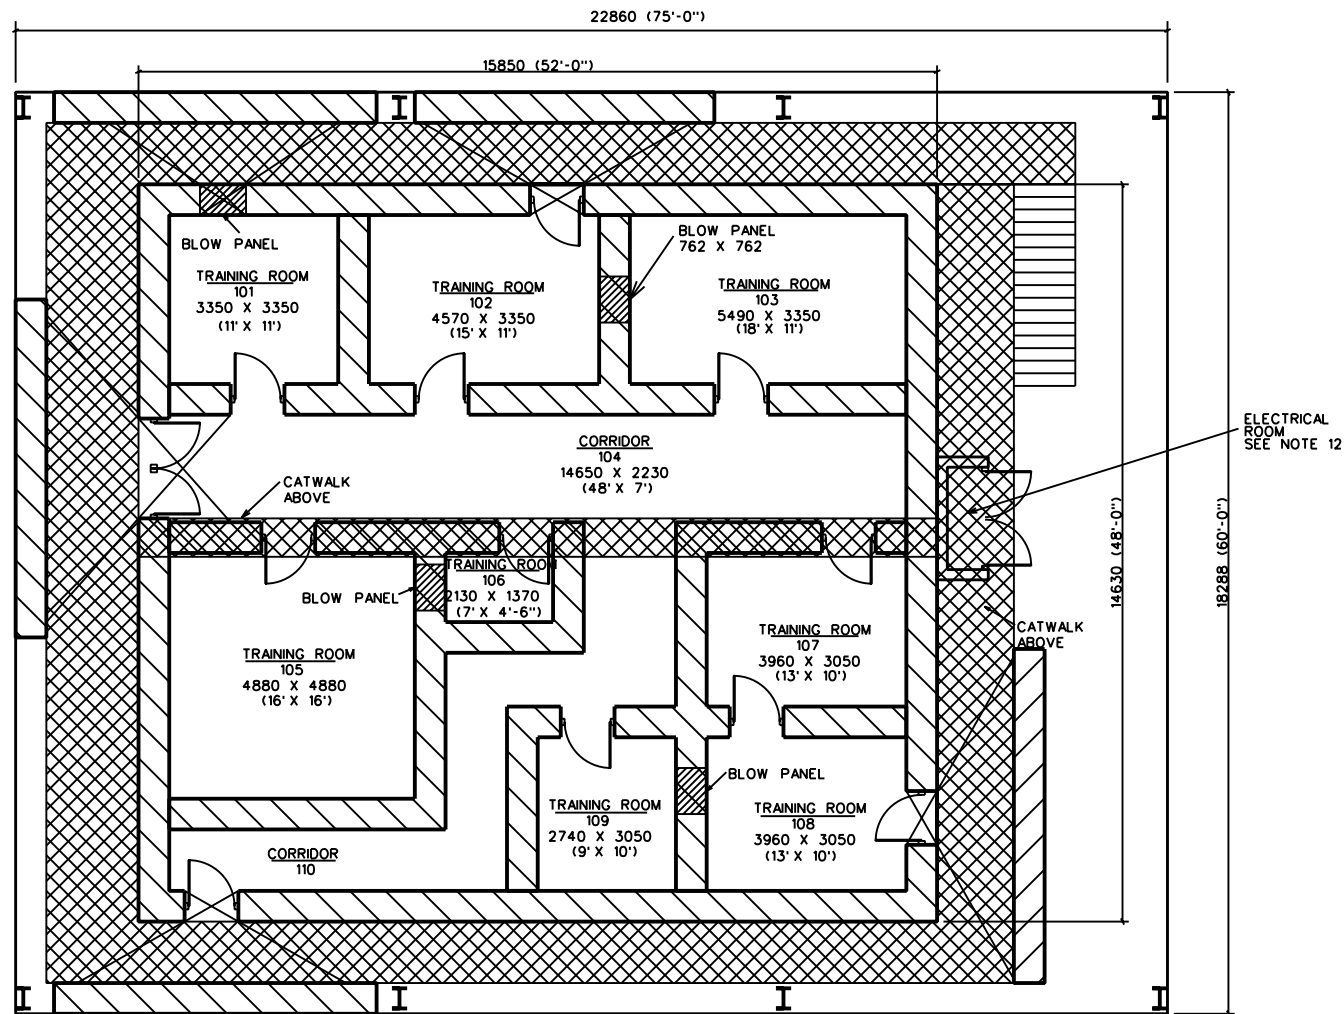 22860 (75'-0")
15850 (52'-0")
BLOW PANEL
TRAINING ROOM
101
3350 X 3350
(11' X 11')
TRAINING ROOM
102
4570 X 3350
(15' X 11')
BLOW PANEL
762 X 762
TRAINING ROOM
103
5490 X 3350
(18' X 11')
CORRIDOR
104
14650 X 2230
(48' X 7')
CATWALK
ABOVE
ELECTRICAL
ROOM
SEE NOTE 12
14630 (48'-0")
18288 (60'-0")
TRAINING ROOM
106
2130 X 1370
(7' X 4'-6")
BLOW PANEL
TRAINING ROOM
105
4880 X 4880
(16' X 16')
TRAINING ROOM
107
3960 X 3050
(13' X 10')
CATWALK
ABOVE
BLOW PANEL
TRAINING ROOM
109
2740 X 3050
(9' X 10')
TRAINING ROOM
108
3960 X 3050
(13' X 10')
CORRIDOR
110